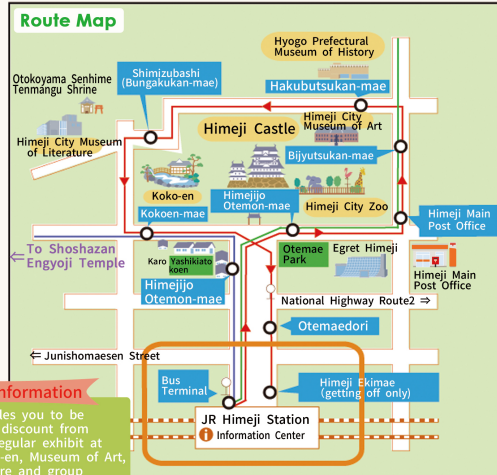 Route Map
Hyogo Prefectural
Museum of History
Shimizubashi
(Bungakukan-mae)
Otokoyama Senhime
Tenmangu Shrine
Hakubutsukan-mae
Himeji City
Museum of Art
Himeji Castle
Himeji City Museum
of Literature
Bijyutsukan-mae
Koko-en
Himejijo
Otemon-mae
Himeji City Zoo
Kokoen-mae
Himeji Main
Post Office
To Shoshazan
Engyoji Temple
Karo
Yashikiato
koen
Otemae
Park
Egret Himeji
Himeji Main
Post Office
Himejijo
Otemon-mae
National Highway Route2 ⇒
Otemaedori
⇐ Junishomaesen Street
Bus
Terminal
Himeji Ekimae
(getting off only)
nformation
les you to be
discount from
egular exhibit at
-en, Museum of Art,
re and group
JR Himeji Station
i Information Center